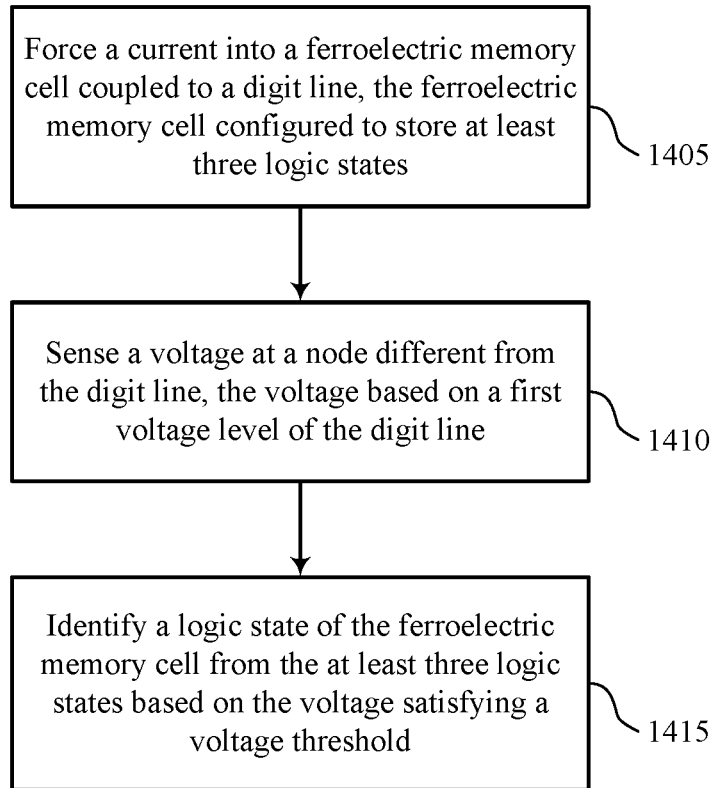 Force a current into a ferroelectric memory
cell coupled to a digit line, the ferroelectric
memory cell configured to store at least
three logic states
1405
Sense a voltage at a node different from
the digit line, the voltage based on a first
voltage level of the digit line
1410
Identify a logic state of the ferroelectric
memory cell from the at least three logic
states based on the voltage satisfying a
voltage threshold
1415